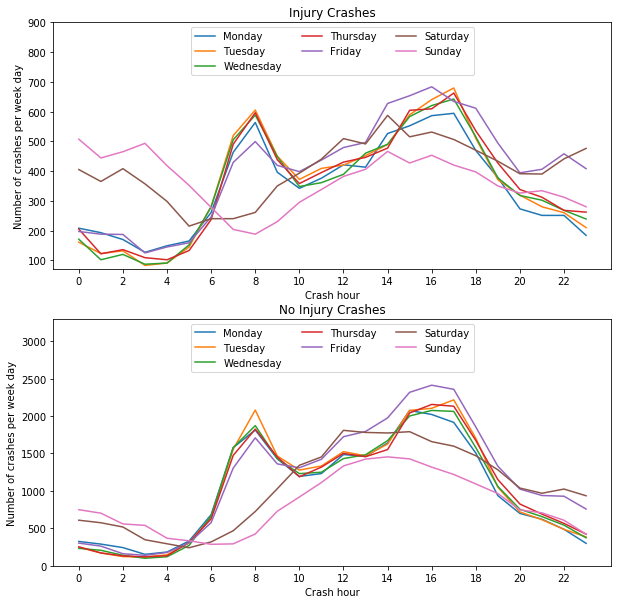 Injury Crashes
Number of crashes per week day
900
800
700
600
500
400
300
200
100
Monday Thursday Saturday
Tuesday Friday Sunday
Wednesday
0 2 4 6 8 10 12 14 16 18 20 22
Crash hour
No Injury Crashes
Number of crashes per week day
3000
2500
2000
1500
1000
500
0
Monday Thursday Saturday
Tuesday Friday Sunday
Wednesday
0 2 4 6 8 10 12 14 16 18 20 22
Crash hour